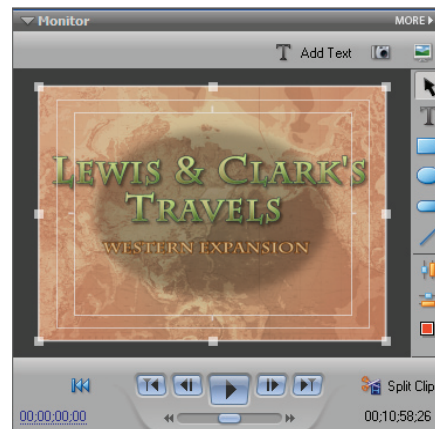 Monitor
MORE
T Add Text
T
LEWIS & CLARK'S
TRAVELS
WESTERN EXPANSION
Split Clip
00;00;00;00
00;10;58;26